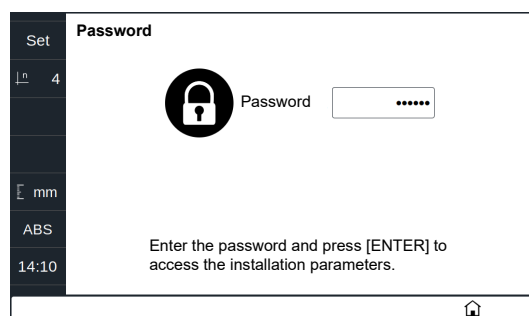 Set
Password
n 4
Password ••••••
mm
ABS
Enter the password and press [ENTER] to
14:10
access the installation parameters.